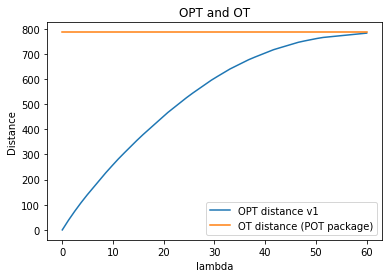 OPT and OT
800
700
600
500
400
300
200
100
0
Distance
0 10 20 30 40 50 60
lambda
OPT distance v1
OT distance (POT package)